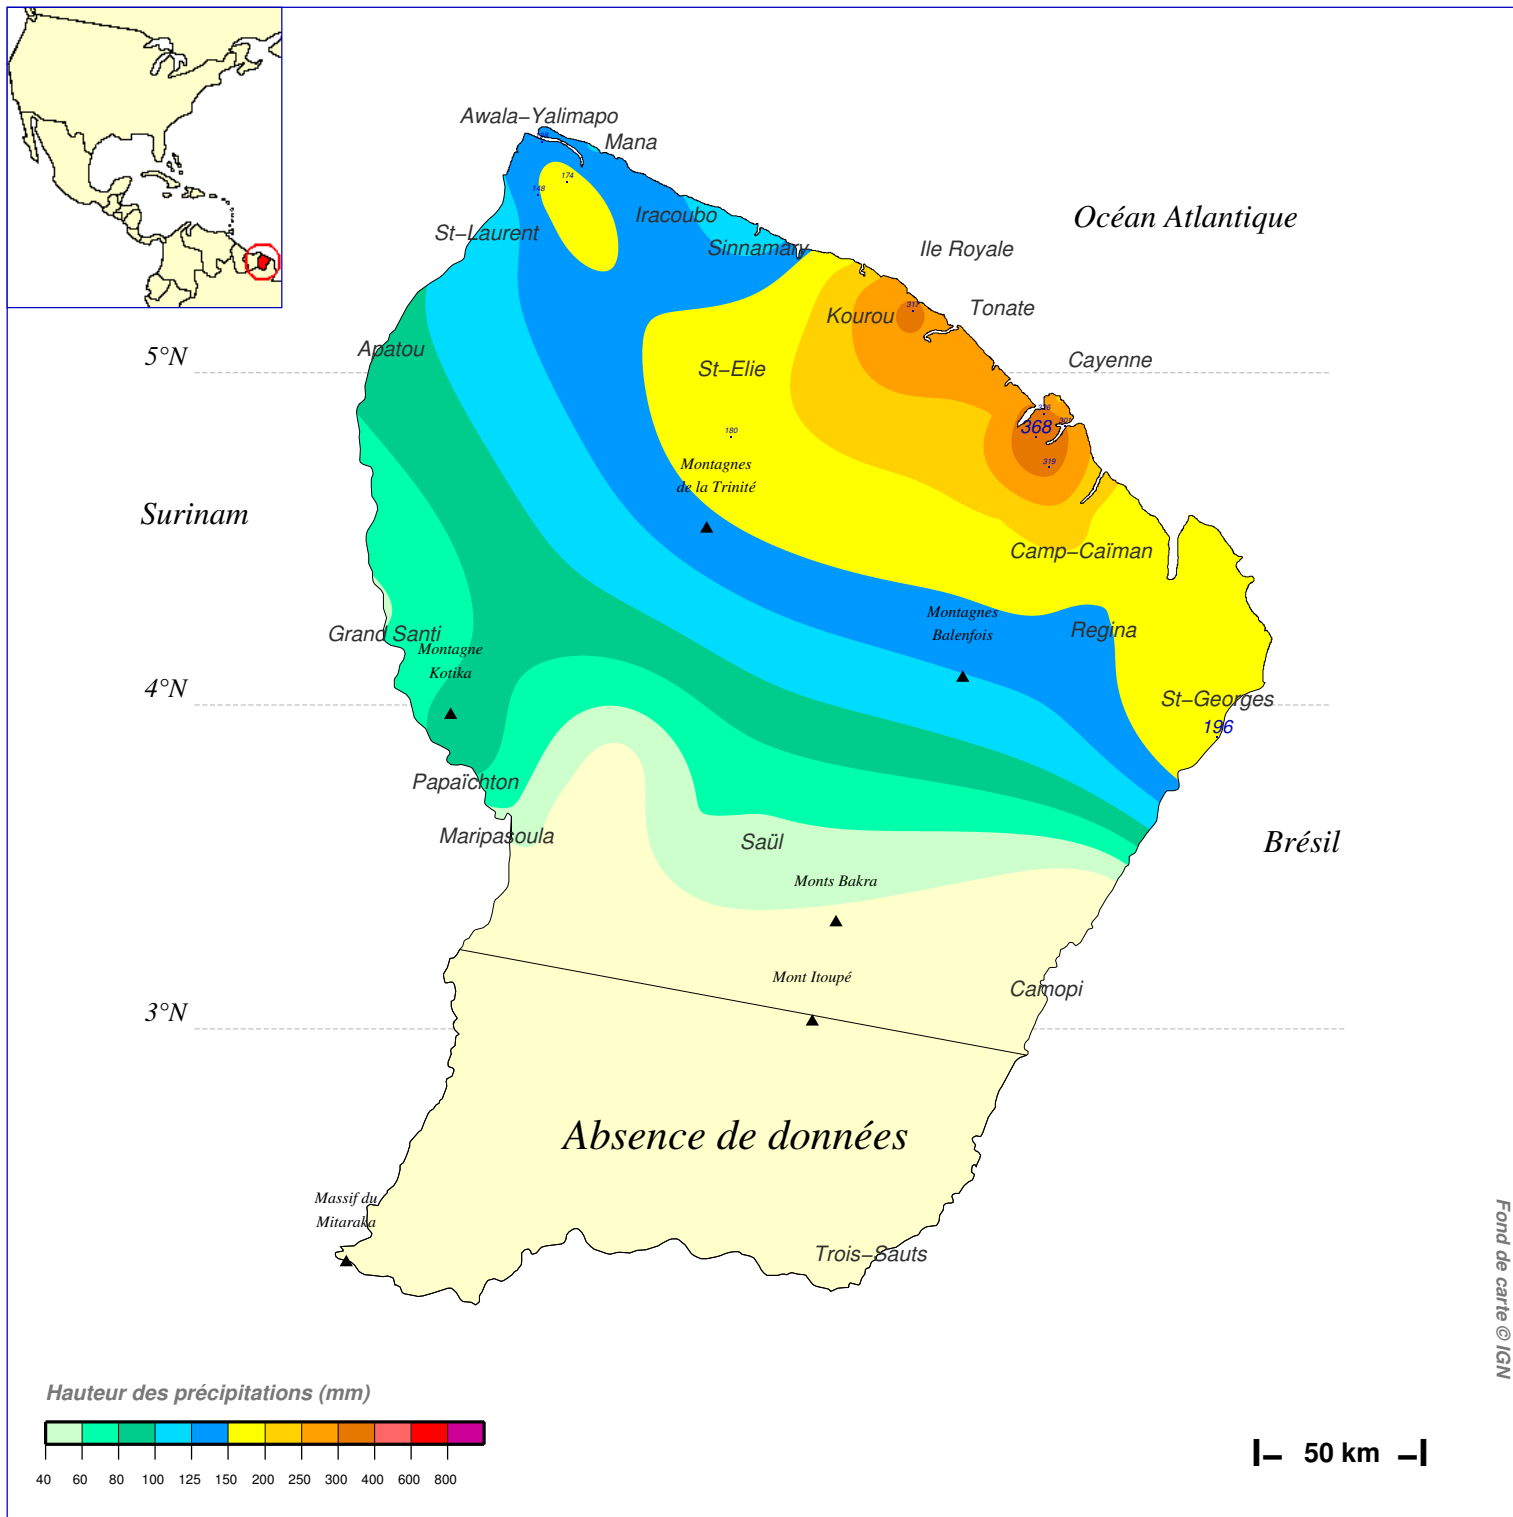 Awala–Yalimapo
Mana
174
148
Iracoubo
Océan Atlantique
St–Laurent
Sinnamary
Ile Royale
317
Tonate
Kourou
Apatou
5°N
Cayenne
St–Elie
368
180
319
Montagnes
de la Trinité
Surinam
Camp–Caïman
Montagnes
Balenfois
Regina
Grand Santi
Montagne
Kotika
4°N
St–Georges
196
Papaïchton
Maripasoula
Saül
Brésil
Monts Bakra
Mont Itoupé
Camopi
3°N
Absence de données
Massif du
Mitaraka
Trois–Sauts
Fond de carte © IGN
Hauteur des précipitations (mm)
40 60 80 100 125 150 200 250 300 400 600 800
50 km